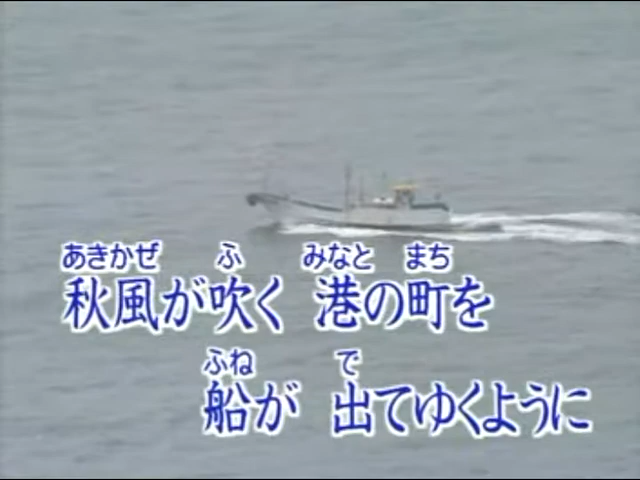 あきかぜ ふ みなと まち
秋風が吹く 港の町を
ふね で
船が 出てゆくように